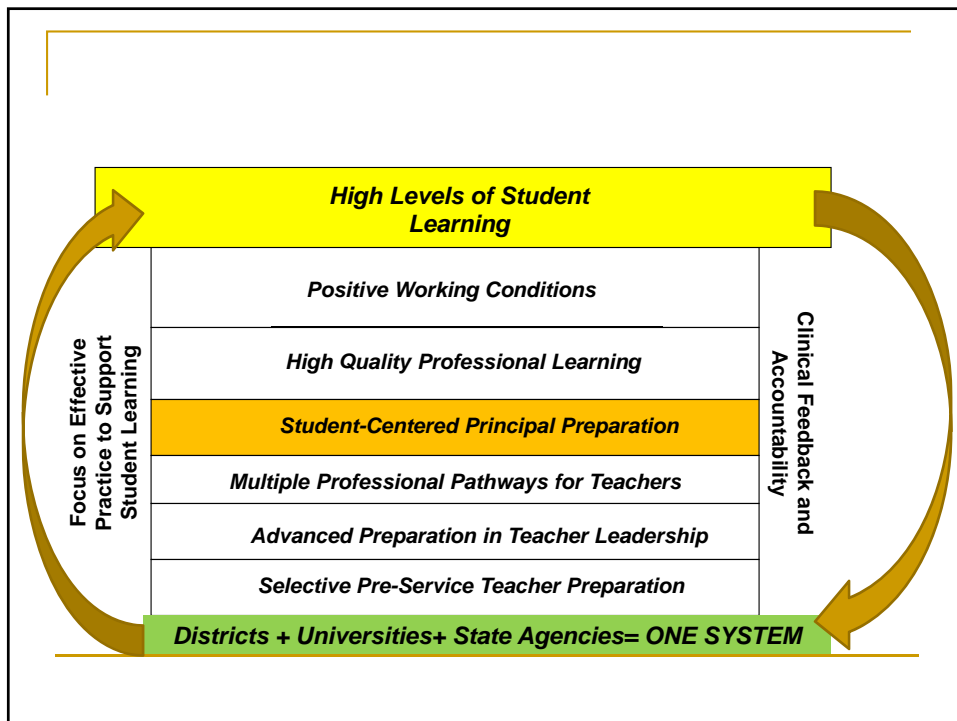 High Levels of Student
Learning
Positive Working Conditions
High Quality Professional Learning
Student-Centered Principal Preparation
Multiple Professional Pathways for Teachers
Advanced Preparation in Teacher Leadership
Selective Pre-Service Teacher Preparation
Districts + Universities+ State Agencies= ONE SYSTEM
Focus on Effective
Practice to Support
Student Learning
Clinical Feedback and
Accountability